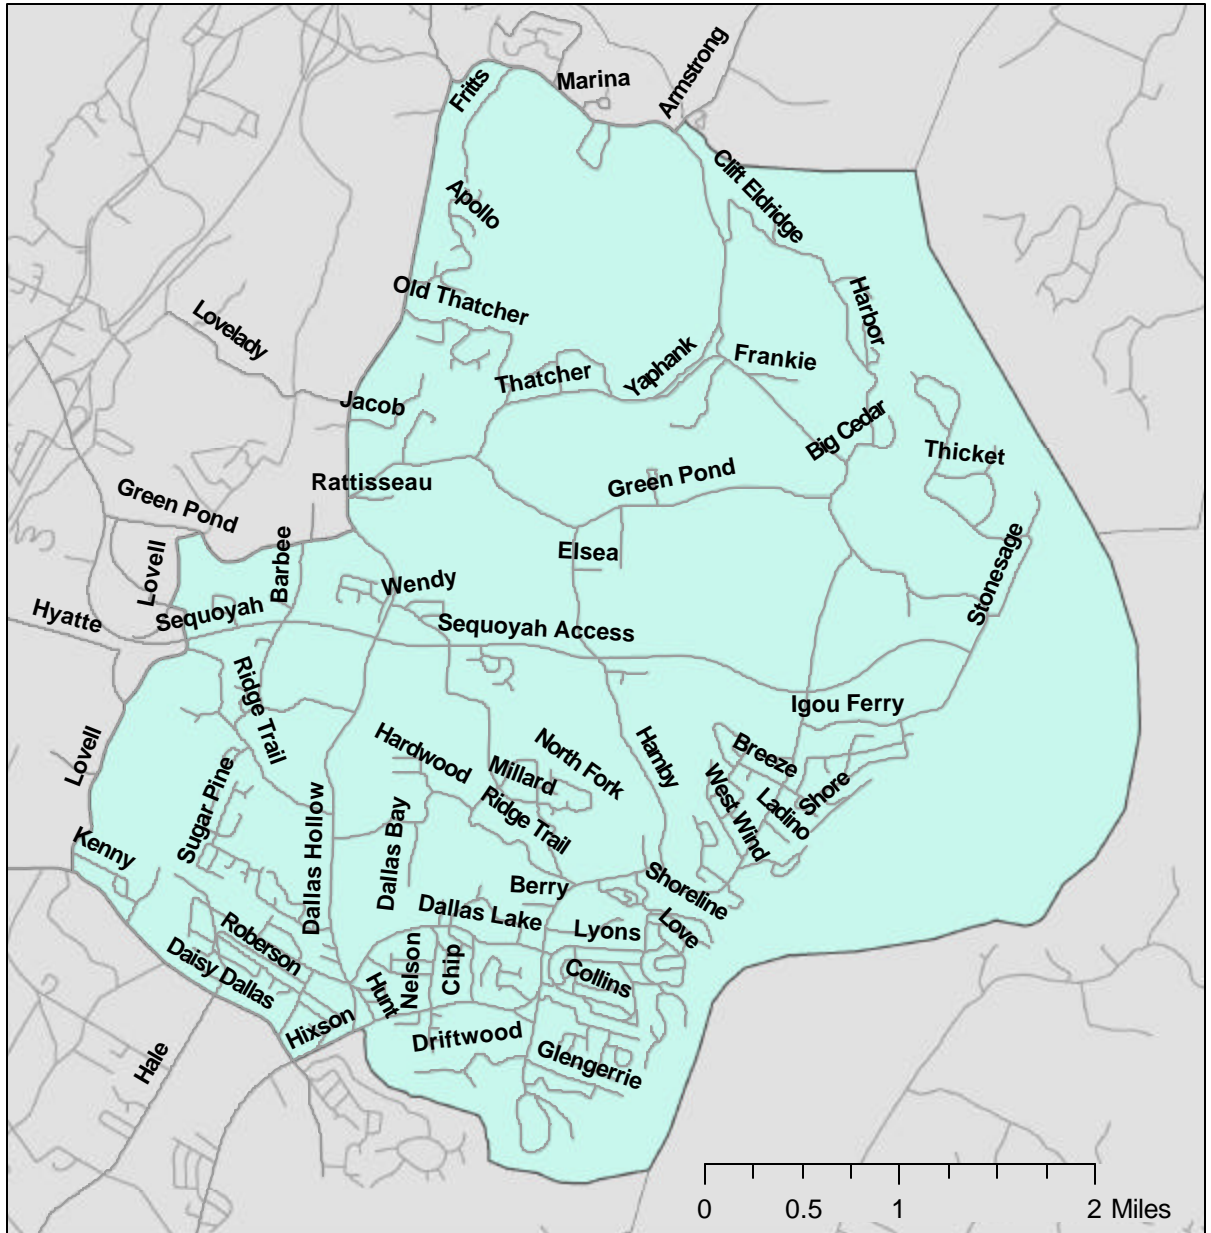 Fritts
Marina
Armstrong
Clift Eldridge
Apollo
Old Thatcher
Harbor
Lovelady
Thatcher
Yaphank
Frankie
Jacob
Big Cedar
Thicket
Rattisseau
Green Pond
Green Pond
Barbee
Elsea
Stonesage
Lovell
Wendy
Hyatte
Sequoyah
Sequoyah Access
Ridge Trail
Igou Ferry
Lovell
Hardwood
North Fork
Hamby
Breeze
Millard
West Wind
Ladino
Shore
Sugar Pine
Dallas Hollow
Dallas Bay
Ridge Trail
Kenny
Berry
Shoreline
Dallas Lake
Lyons
Love
Roberson
Daisy Dallas
Hunt
Nelson
Chip
Collins
Hixson
Driftwood
Glengerrie
Hale
0 0.5 1 2 Miles